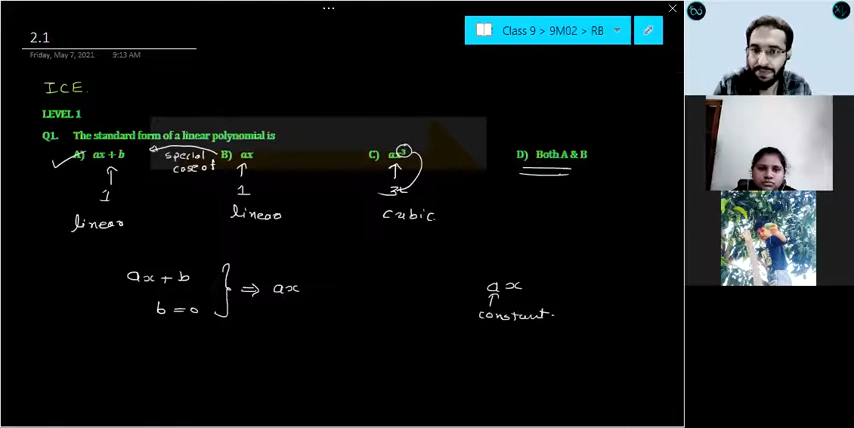 ...
2.1
Class 9 > 9M02 > RB
Friday, May 7, 2021 9:13 AM
ICE.
LEVEL 1
Q1. The standard form of a linear polynomial is
A) ax + b special case of B) ax C) ax³ D) Both A & B
1 1 3
linear linear cubic
ax + b
b = 0 } ⇒ ax
ax
constant.